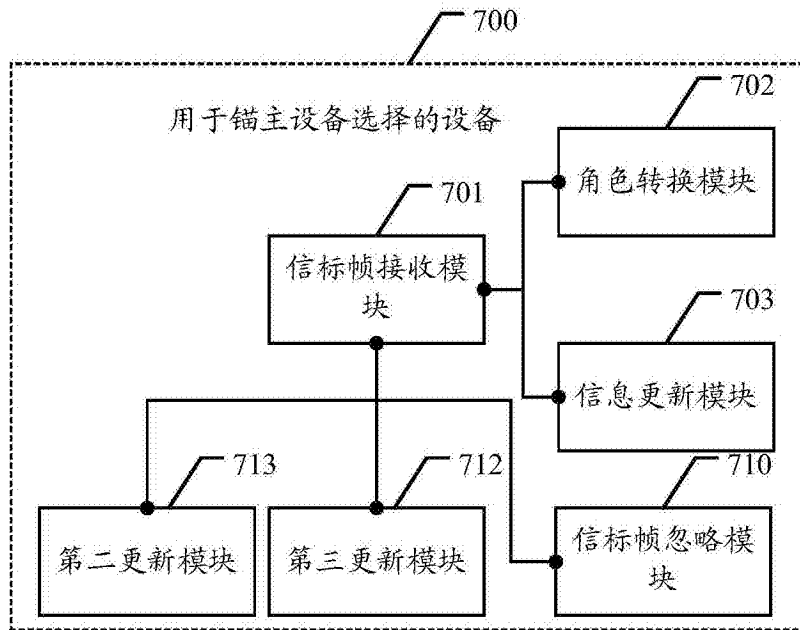 700
用于锚主设备选择的设备
702
角色转换模块
701
信标帧接收模
块
703
信息更新模块
713
第二更新模块
712
第三更新模块
710
信标帧忽略模
块